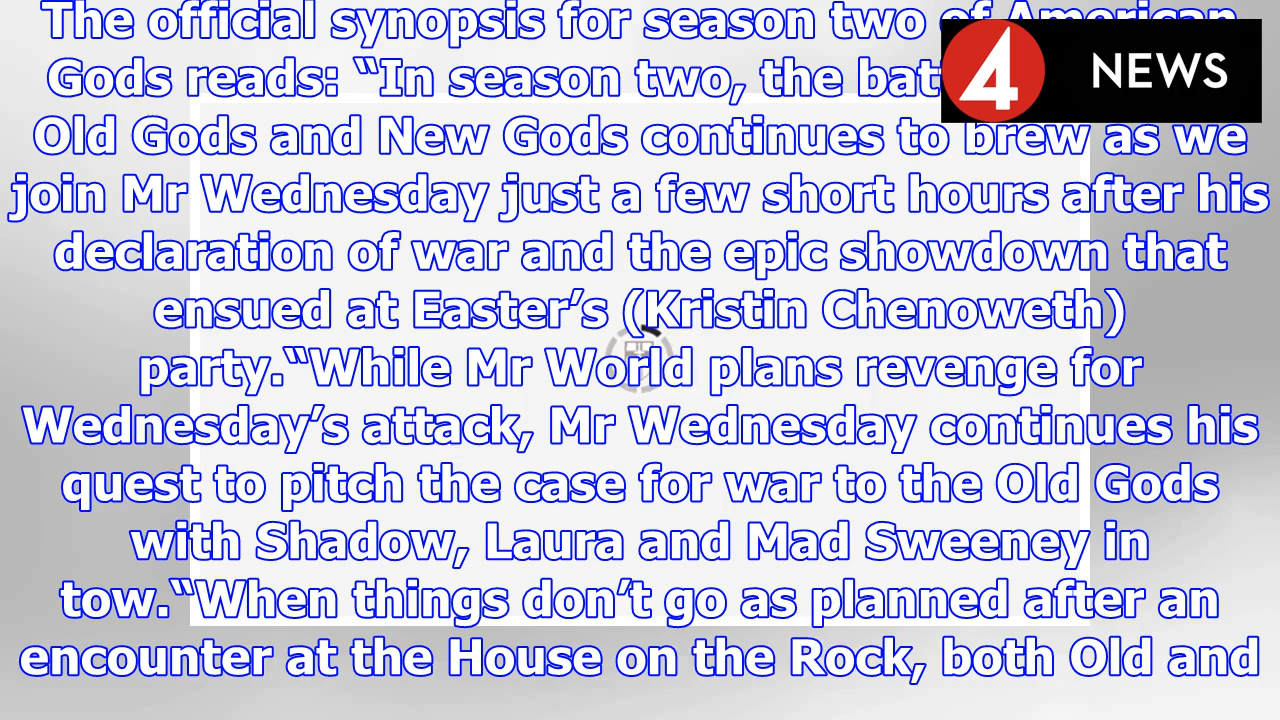 The official synopsis for season two of American
Gods reads: “In season two, the bat
Old Gods and New Gods continues to brew as we
join Mr Wednesday just a few short hours after his
declaration of war and the epic showdown that
ensued at Easter’s (Kristin Chenoweth)
party.“While Mr World plans revenge for
Wednesday’s attack, Mr Wednesday continues his
quest to pitch the case for war to the Old Gods
with Shadow, Laura and Mad Sweeney in
tow.“When things don’t go as planned after an
encounter at the House on the Rock, both Old and
4 NEWS